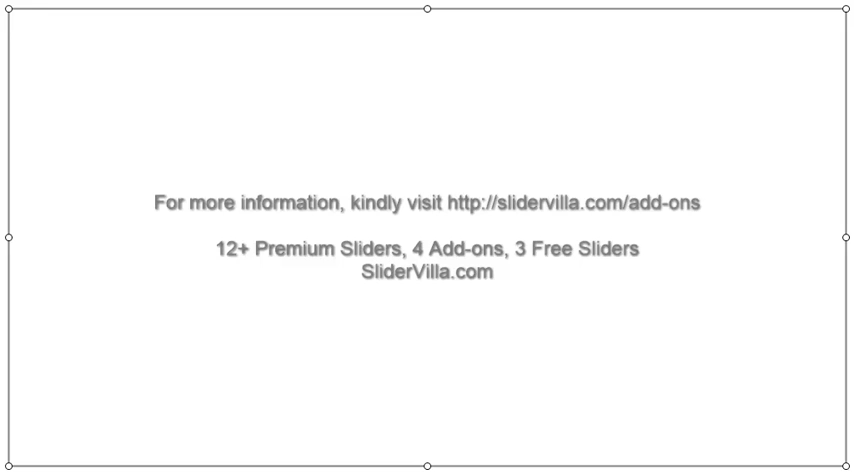 For more information, kindly visit http://slidervilla.com/add-ons
12+ Premium Sliders, 4 Add-ons, 3 Free Sliders
SliderVilla.com